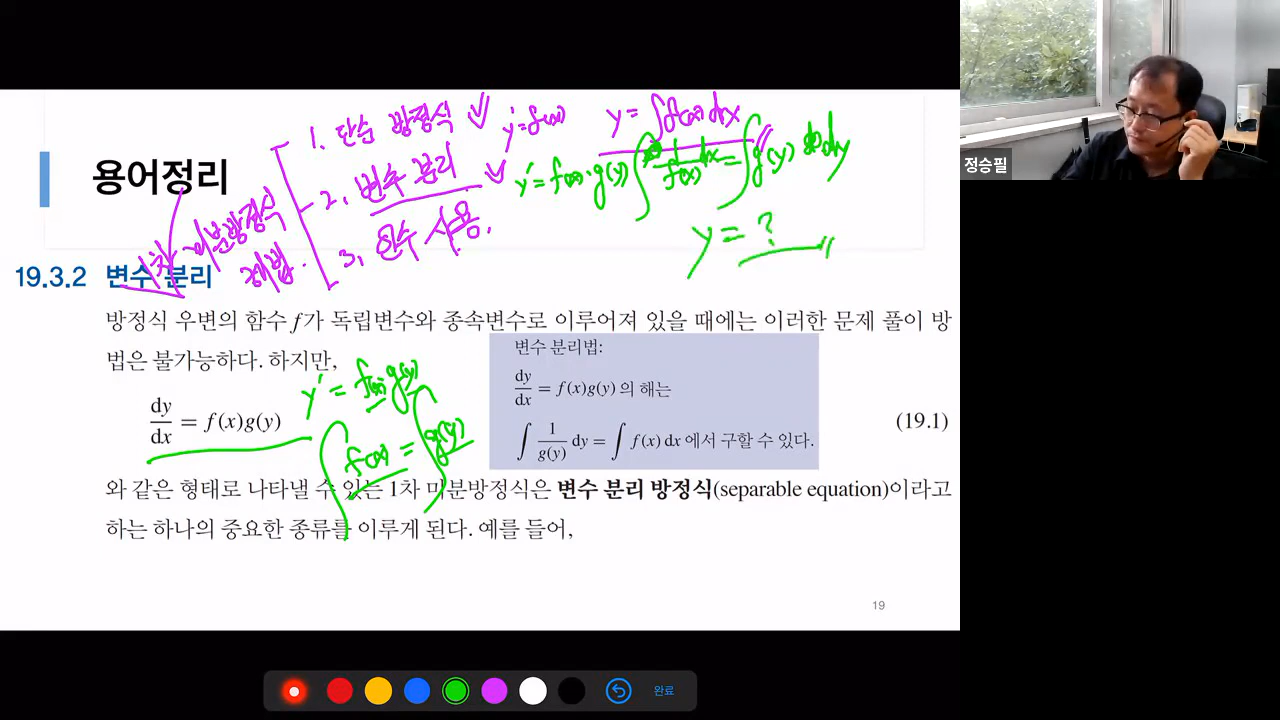 용어정리
1차 미분방정식
해법.
1. 단순 방정식 y' = f(x) y = ∫f(x) dx
2. 변수 분리 y' = f(x)·g(y)
3. 인수 사용.
y = ?
19.3.2 변수 분리
방정식 우변의 함수 f가 독립변수와 종속변수로 이루어져 있을 때에는 이러한 문제 풀이 방
법은 불가능하다. 하지만,
변수 분리법:
dy/dx = f(x)g(y) 의 해는
∫ 1/g(y) dy = ∫ f(x) dx 에서 구할 수 있다.
dy/dx = f(x)g(y)
(19.1)
y' = f(x) g(y)
∫f(x) = ∫g(y)
와 같은 형태로 나타낼 수 있는 1차 미분방정식은 변수 분리 방정식(separable equation)이라고
하는 하나의 중요한 종류를 이루게 된다. 예를 들어,
19
정승필
완료